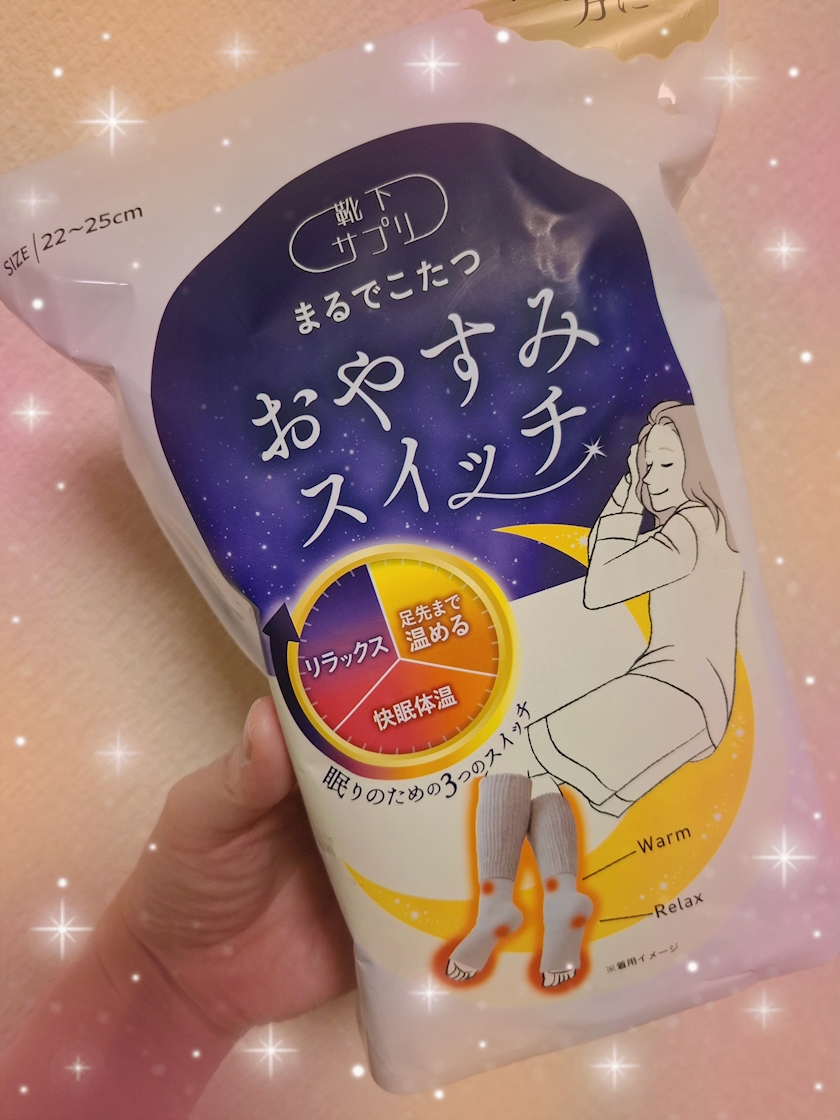 方に
SIZE/22~25cm
靴下
サプリ
まるでこたつ
おやすみ
スイッチ
足先まで
温める
リラックス
快眠体温
眠りのための3つのスイッチ
Warm
Relax
※着用イメージ